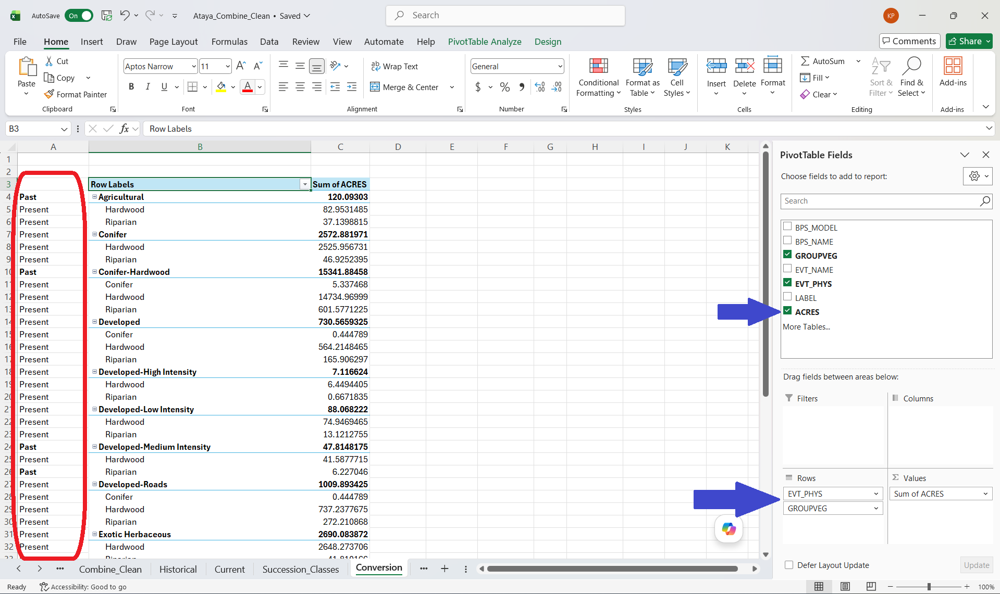 AutoSave On Ataya_Combine_Clean • Saved Search KP
File Home Insert Draw Page Layout Formulas Data Review View Automate Help PivotTable Analyze Design Comments Share
Paste Cut
Copy
Format Painter
Clipboard
Aptos Narrow 11
B I U A
Font
Wrap Text
Merge & Center
Alignment
General
$ % 9 .00 .00
Number
Conditional Formatting Format as Table Cell Styles
Styles
Insert Delete Format
Cells
AutoSum
Fill
Clear
Sort & Filter Find & Select
Editing
Add-ins
Add-ins
B3 fx Row Labels
A B C D E F G H I J K
1
2
3 Row Labels Sum of ACRES
4 Past Agricultural 120.09303
5 Present Hardwood 82.9531485
6 Present Riparian 37.1398815
7 Present Conifer 2572.881971
8 Present Hardwood 2525.956731
9 Present Riparian 46.9252395
10 Past Conifer-Hardwood 15341.88458
11 Present Conifer 5.337468
12 Present Hardwood 14734.96999
13 Present Riparian 601.5771225
14 Present Developed 730.5659325
15 Present Conifer 0.444789
16 Present Hardwood 564.2148465
17 Present Riparian 165.906297
18 Present Developed-High Intensity 7.116624
19 Present Hardwood 6.4494405
20 Present Riparian 0.6671835
21 Present Developed-Low Intensity 88.068222
22 Present Hardwood 74.9469465
23 Present Riparian 13.1212755
24 Past Developed-Medium Intensity 47.8148175
25 Present Hardwood 41.5877715
26 Past Riparian 6.227046
27 Present Developed-Roads 1009.893425
28 Present Conifer 0.444789
29 Present Hardwood 737.2377675
30 Present Riparian 272.210868
31 Present Exotic Herbaceous 2690.083872
32 Present Hardwood 2648.273706
PivotTable Fields
Choose fields to add to report:
Search
BPS_MODEL
BPS_NAME
GROUPVEG
EVT_NAME
EVT_PHYS
LABEL
ACRES
More Tables...
Drag fields between areas below:
Filters Columns
Rows Values
EVT_PHYS Sum of ACRES
GROUPVEG
Defer Layout Update Update
Combine_Clean Historical Current Succession_Classes Conversion
Ready Accessibility: Good to go 100%